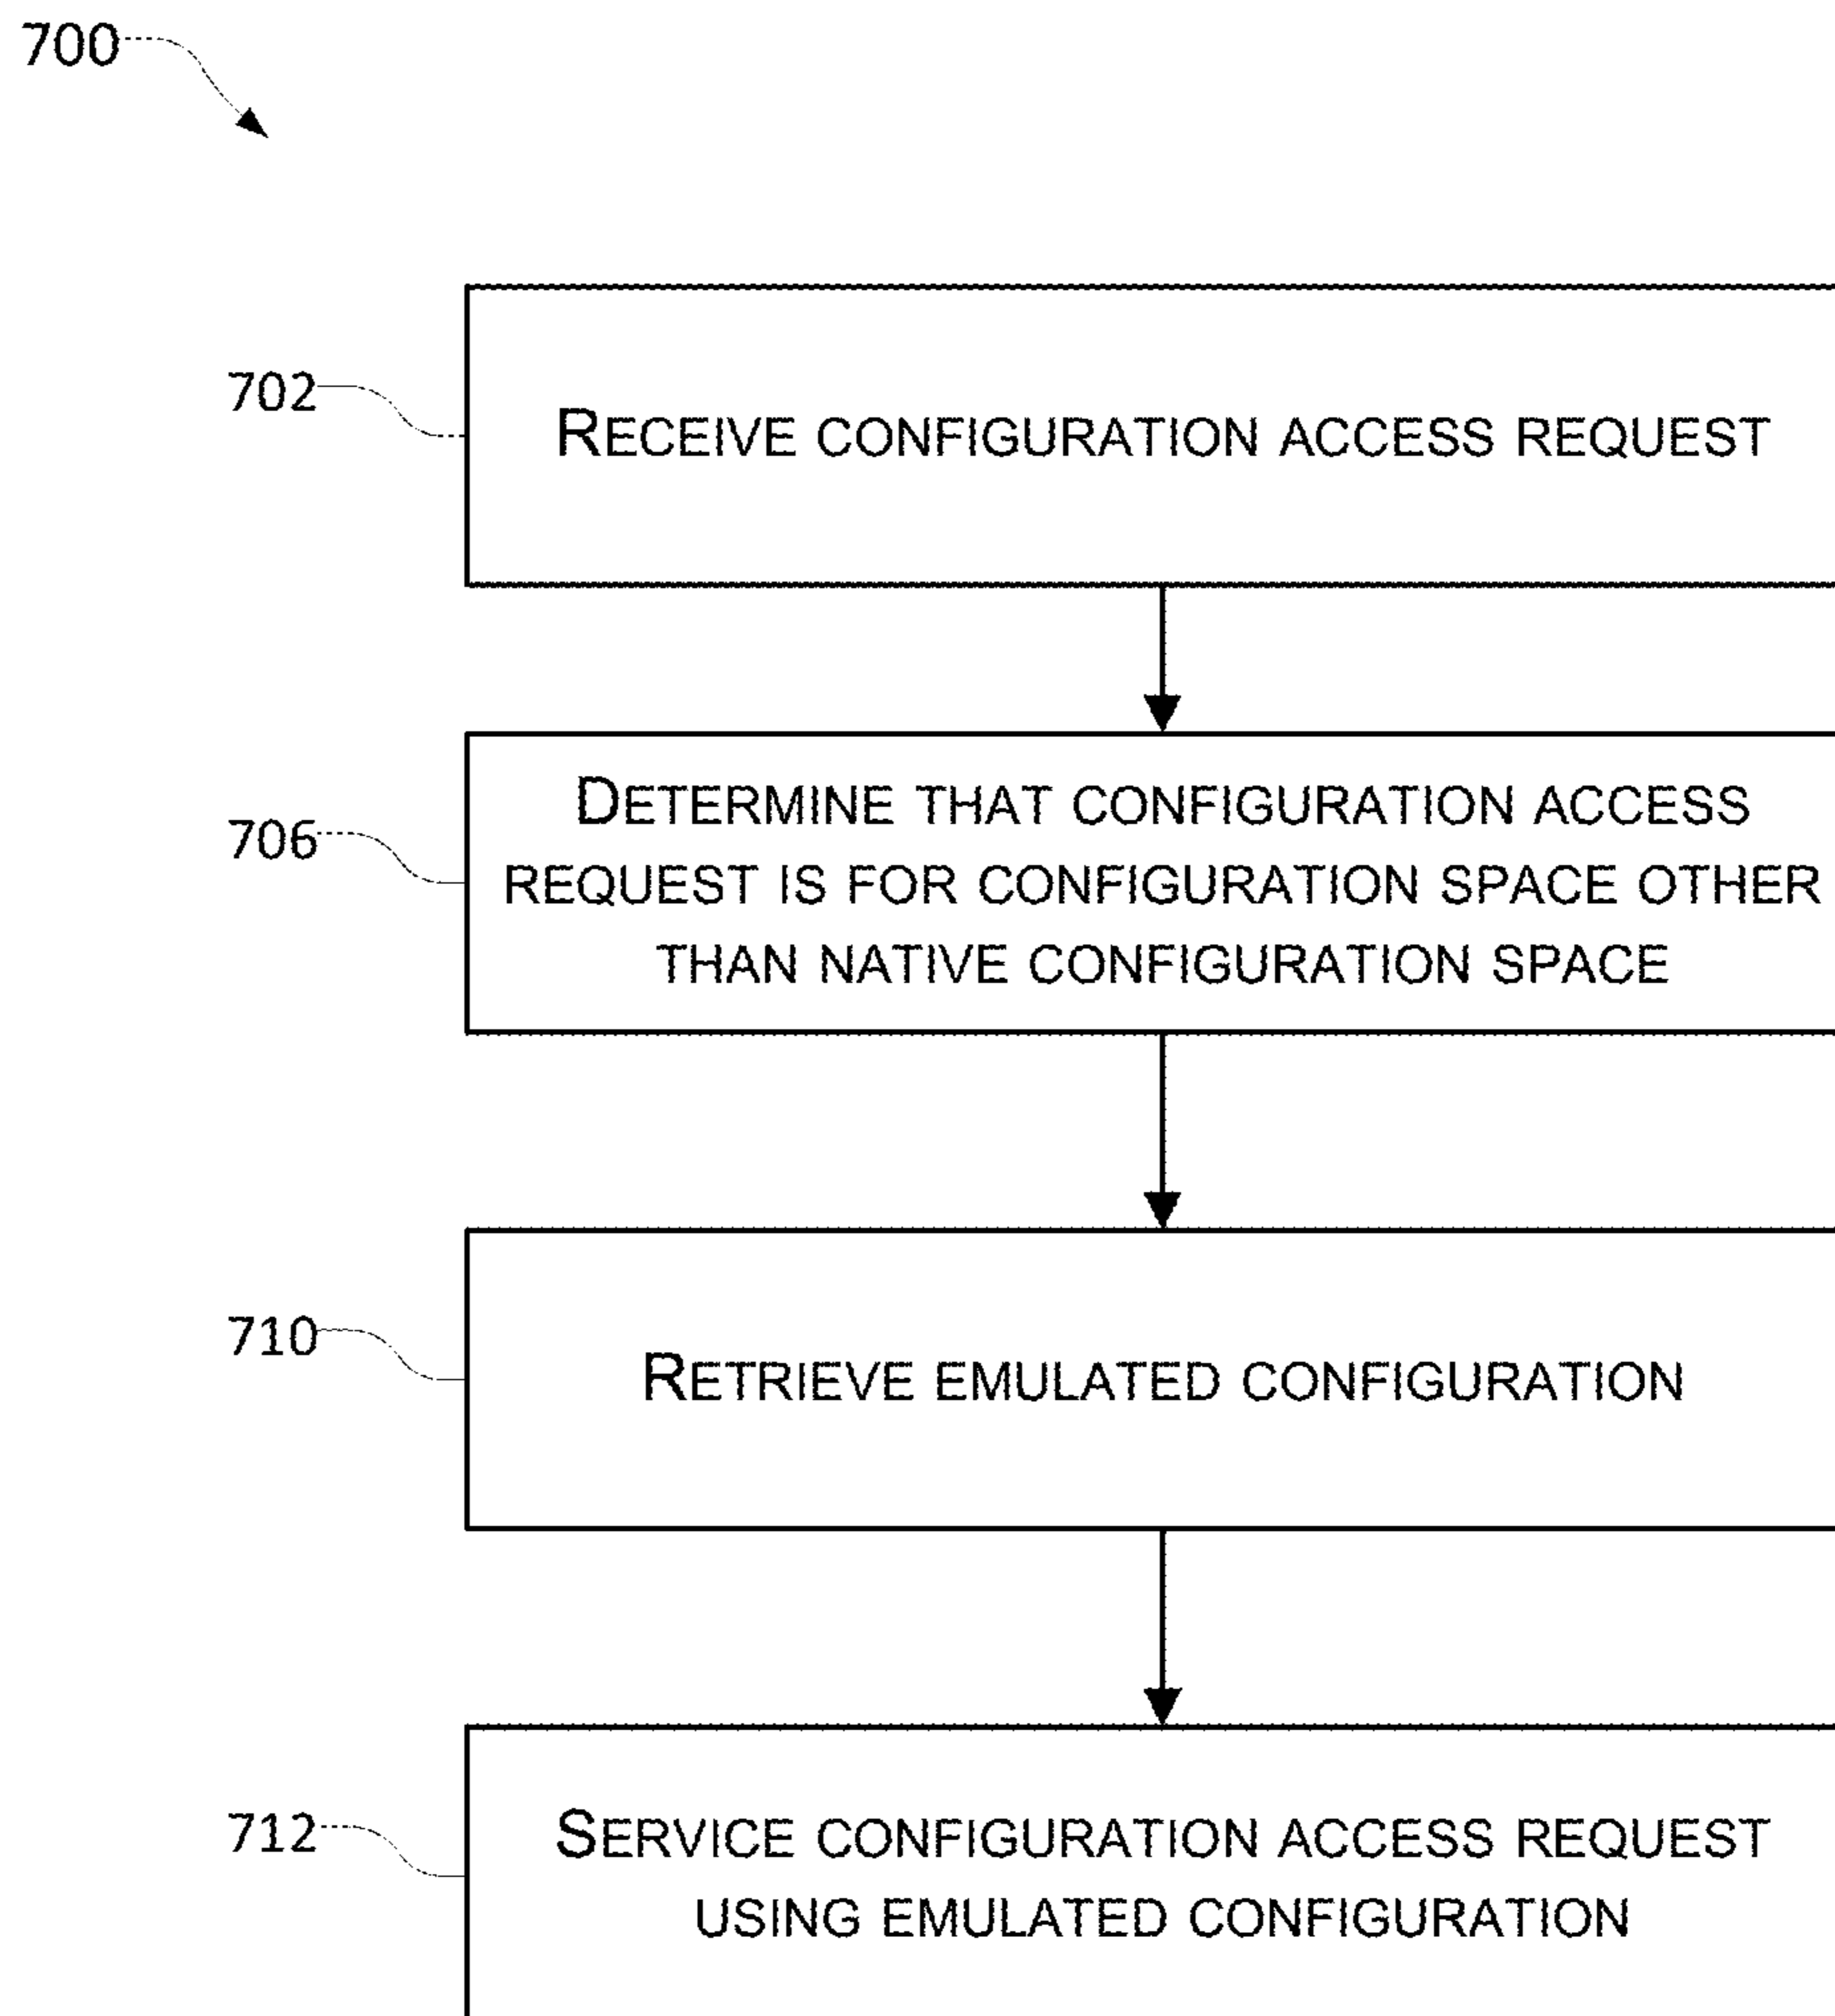 700
702
RECEIVE CONFIGURATION ACCESS REQUEST
706
DETERMINE THAT CONFIGURATION ACCESS
REQUEST IS FOR CONFIGURATION SPACE OTHER
THAN NATIVE CONFIGURATION SPACE
710
RETRIEVE EMULATED CONFIGURATION
712
SERVICE CONFIGURATION ACCESS REQUEST
USING EMULATED CONFIGURATION